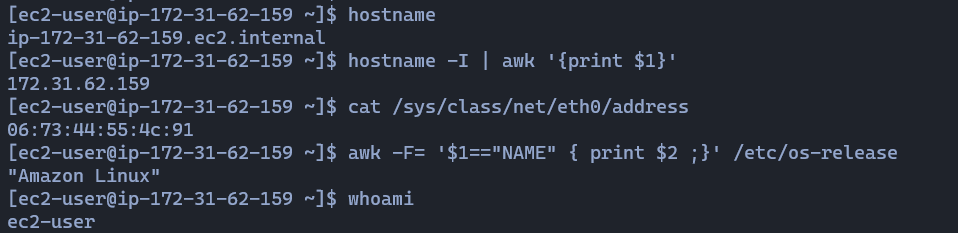 [ec2-user@ip-172-31-62-159 ~]$ hostname
ip-172-31-62-159.ec2.internal
[ec2-user@ip-172-31-62-159 ~]$ hostname -I | awk '{print $1}'
172.31.62.159
[ec2-user@ip-172-31-62-159 ~]$ cat /sys/class/net/eth0/address
06:73:44:55:4c:91
[ec2-user@ip-172-31-62-159 ~]$ awk -F= '$1=="NAME" { print $2 ;}' /etc/os-release
"Amazon Linux"
[ec2-user@ip-172-31-62-159 ~]$ whoami
ec2-user